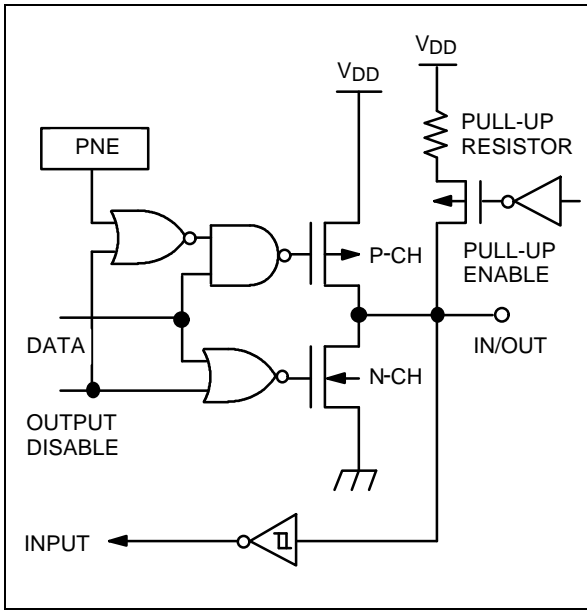 VDD
VDD
PNE
PULL-UP
RESISTOR
P-CH
PULL-UP
ENABLE
DATA
IN/OUT
N-CH
OUTPUT
DISABLE
INPUT